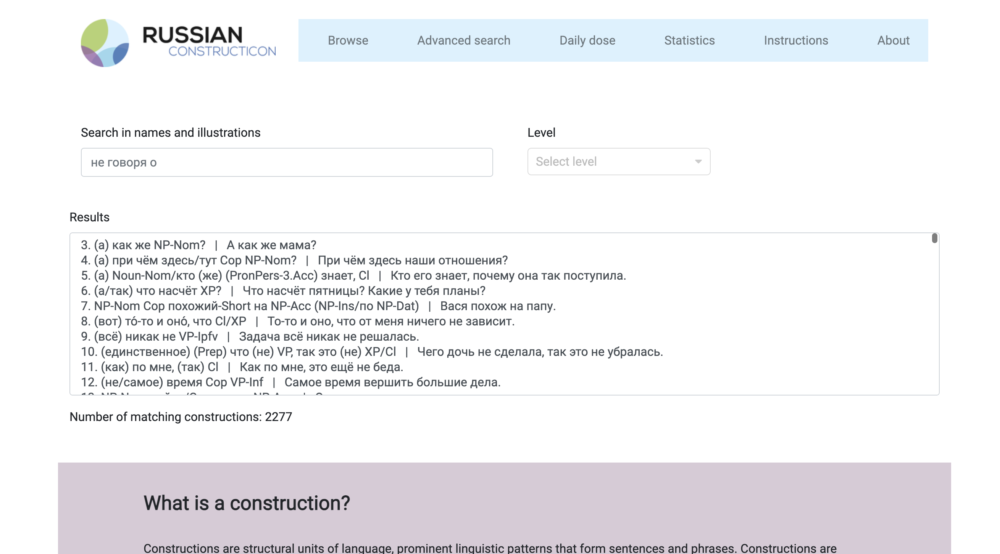 RUSSIAN
CONSTRUCTICON
Browse Advanced search Daily dose Statistics Instructions About
Search in names and illustrations
Level
не говоря о
Select level
Results
3. (а) как же NP-Nom? | А как же мама?
4. (а) при чём здесь/тут Cop NP-Nom? | При чём здесь наши отношения?
5. (а) Noun-Nom/кто (же) (PronPers-3.Acc) знает, Cl | Кто его знает, почему она так поступила.
6. (а/так) что насчёт XP? | Что насчёт пятницы? Какие у тебя планы?
7. NP-Nom Cop похожий-Short на NP-Acc (NP-Ins/по NP-Dat) | Вася похож на папу.
8. (вот) то́-то и оно́, что Cl/XP | То-то и оно, что от меня ничего не зависит.
9. (всё) никак не VP-Ipfv | Задача всё никак не решалась.
10. (единственное) (Prep) что (не) VP, так это (не) XP/Cl | Чего дочь не сделала, так это не убралась.
11. (как) по мне, (так) Cl | Как по мне, это ещё не беда.
12. (не/самое) время Cop VP-Inf | Самое время вершить большие дела.
Number of matching constructions: 2277
What is a construction?
Constructions are structural units of language, prominent linguistic patterns that form sentences and phrases. Constructions are